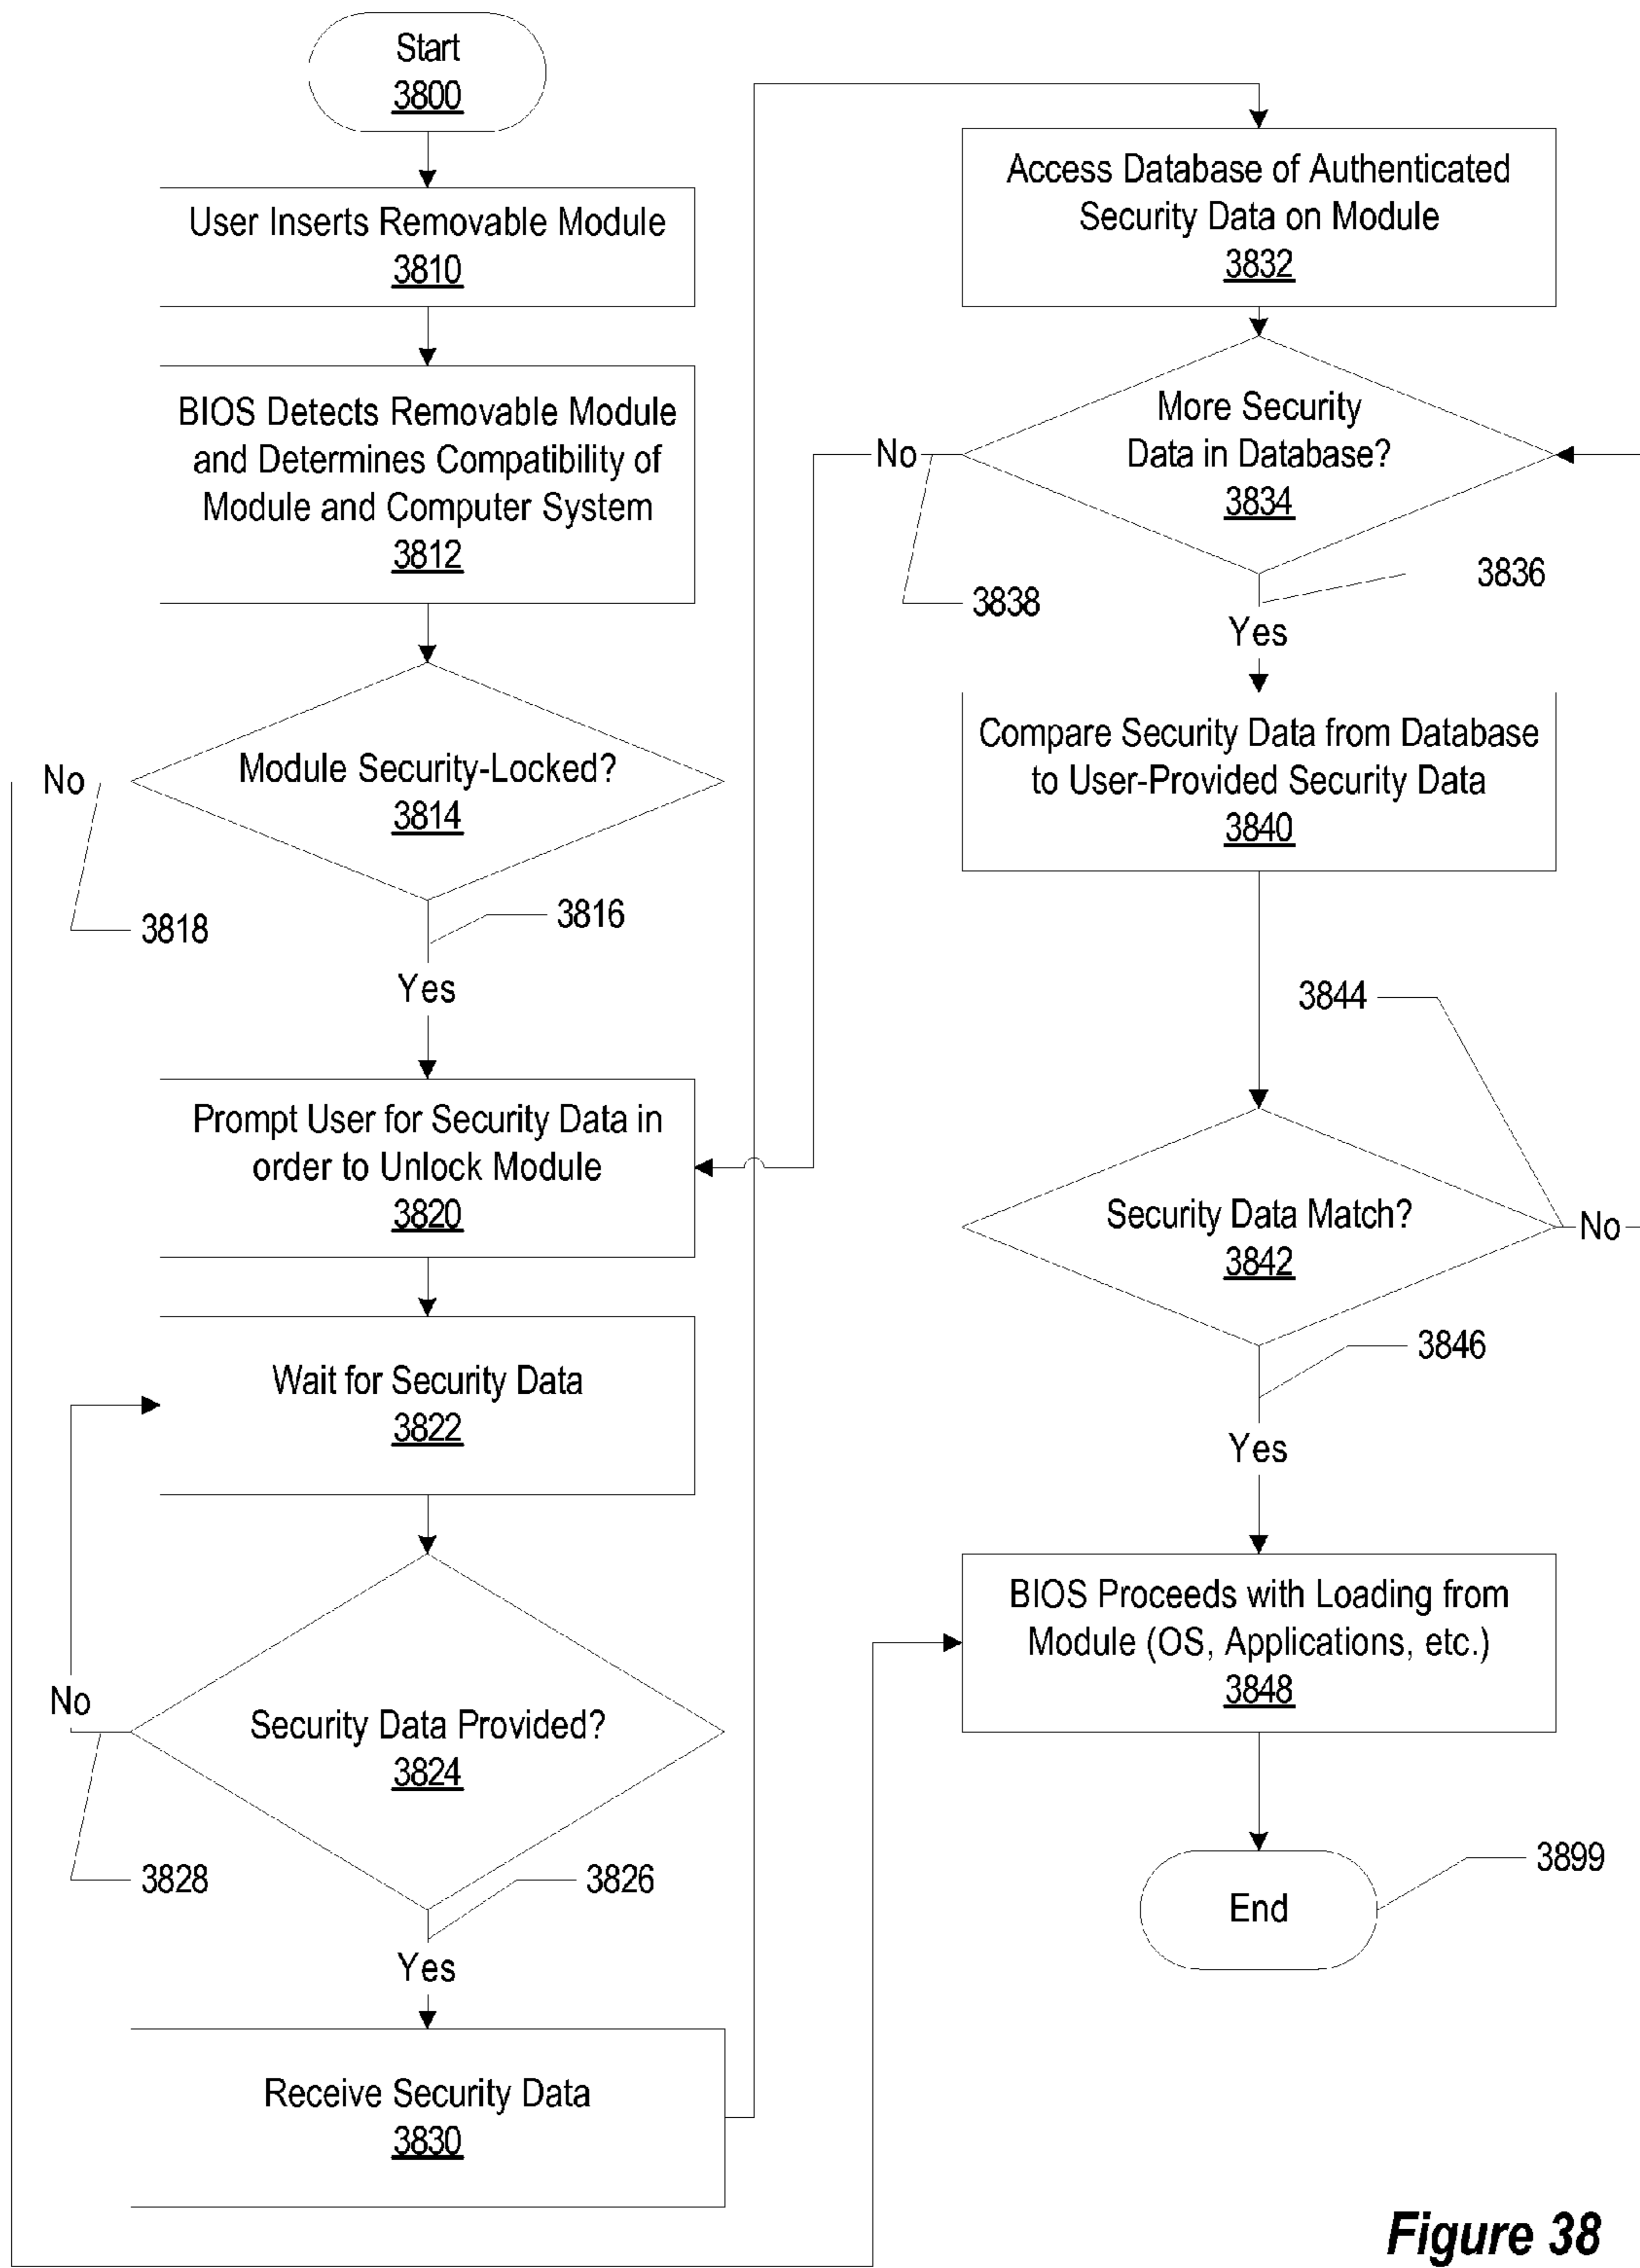 Start
3800
User Inserts Removable Module
3810
BIOS Detects Removable Module
and Determines Compatibility of
Module and Computer System
3812
Module Security-Locked?
3814
No
3818
3816
Yes
Prompt User for Security Data in
order to Unlock Module
3820
Wait for Security Data
3822
No
Security Data Provided?
3824
3828
3826
Yes
Receive Security Data
3830
Access Database of Authenticated
Security Data on Module
3832
More Security
Data in Database?
3834
No
3838
3836
Yes
Compare Security Data from Database
to User-Provided Security Data
3840
3844
Security Data Match?
3842
No
3846
Yes
BIOS Proceeds with Loading from
Module (OS, Applications, etc.)
3848
3899
End
Figure 38